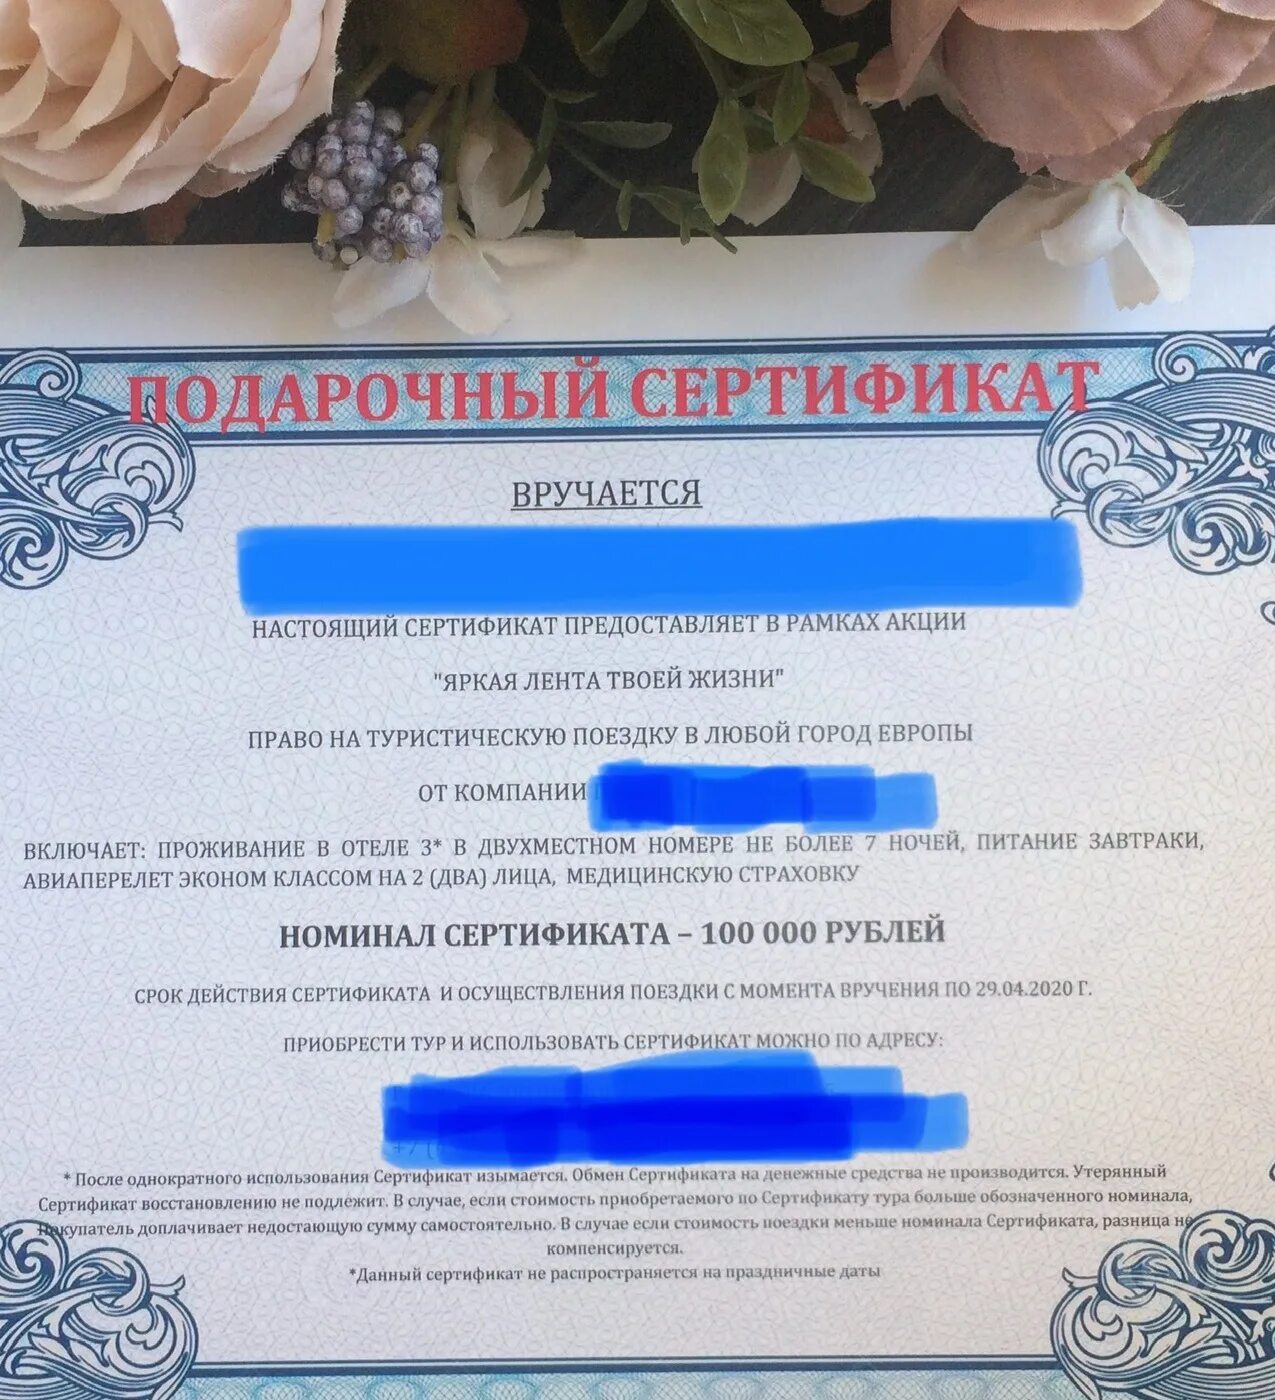 ПОДАРОЧНЫЙ СЕРТИФИКАТ
ВРУЧАЕТСЯ
НАСТОЯЩИЙ СЕРТИФИКАТ ПРЕДОСТАВЛЯЕТ В РАМКАХ АКЦИИ
"ЯРКАЯ ЛЕНТА ТВОЕЙ ЖИЗНИ"
ПРАВО НА ТУРИСТИЧЕСКУЮ ПОЕЗДКУ В ЛЮБОЙ ГОРОД ЕВРОПЫ
ОТ КОМПАНИИ
ВКЛЮЧАЕТ: ПРОЖИВАНИЕ В ОТЕЛЕ 3* В ДВУХМЕСТНОМ НОМЕРЕ НЕ БОЛЕЕ 7 НОЧЕЙ, ПИТАНИЕ ЗАВТРАКИ,
АВИАПЕРЕЛЕТ ЭКОНОМ КЛАССОМ НА 2 (ДВА) ЛИЦА, МЕДИЦИНСКУЮ СТРАХОВКУ
НОМИНАЛ СЕРТИФИКАТА – 100 000 РУБЛЕЙ
СРОК ДЕЙСТВИЯ СЕРТИФИКАТА И ОСУЩЕСТВЛЕНИЯ ПОЕЗДКИ С МОМЕНТА ВРУЧЕНИЯ ПО 29.04.2020 Г.
ПРИОБРЕСТИ ТУР И ИСПОЛЬЗОВАТЬ СЕРТИФИКАТ МОЖНО ПО АДРЕСУ:
* После однократного использования Сертификат изымается. Обмен Сертификата на денежные средства не производится. Утерянный
Сертификат восстановлению не подлежит. В случае, если стоимость приобретаемого по Сертификату тура больше обозначенного номинала,
Покупатель доплачивает недостающую сумму самостоятельно. В случае если стоимость поездки меньше номинала Сертификата, разница не
компенсируется.
*Данный сертификат не распространяется на праздничные даты